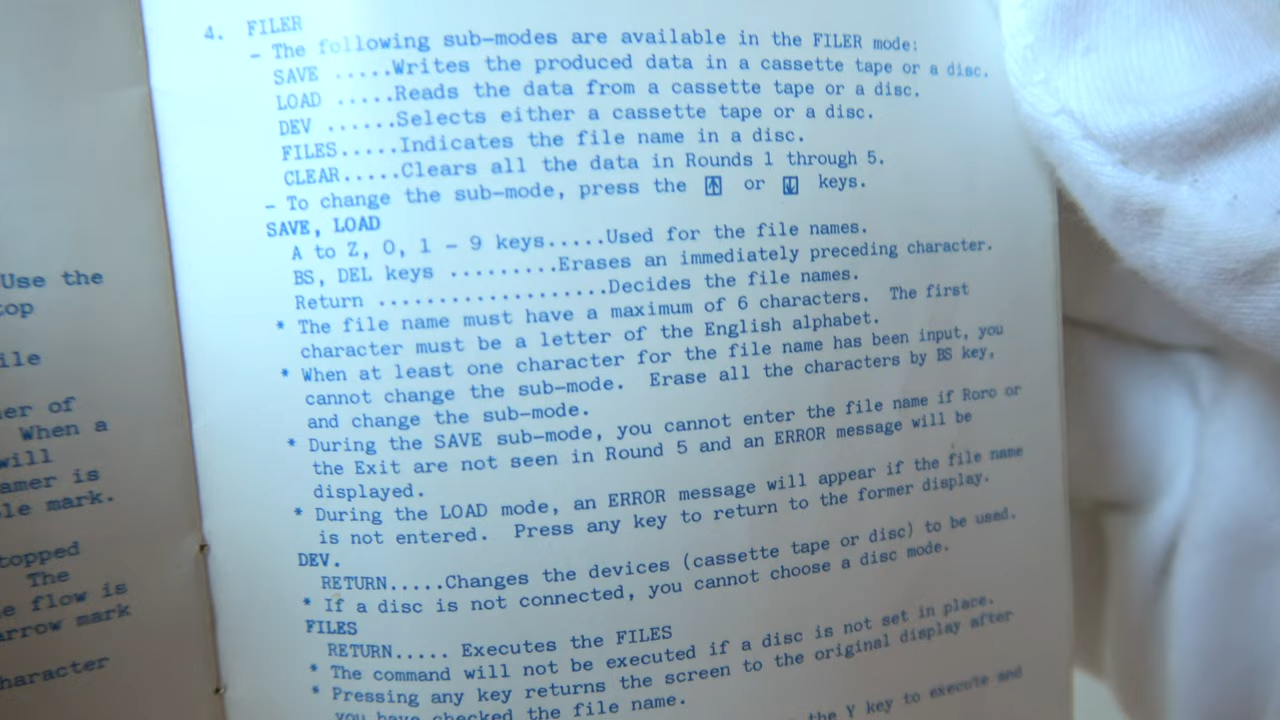 Use the
top
ile
er of
When a
will
amer is
le mark.
topped
The
e flow is
arrow mark
haracter
4. FILER
- The following sub-modes are available in the FILER mode:
SAVE .....Writes the produced data in a cassette tape or a disc.
LOAD .....Reads the data from a cassette tape or a disc.
DEV ......Selects either a cassette tape or a disc.
FILES.....Indicates the file name in a disc.
CLEAR.....Clears all the data in Rounds 1 through 5.
- To change the sub-mode, press the ↑ or ↓ keys.
SAVE, LOAD
A to Z, 0, 1 - 9 keys.....Used for the file names.
BS, DEL keys .........Erases an immediately preceding character.
Return ...................Decides the file names.
* The file name must have a maximum of 6 characters. The first
character must be a letter of the English alphabet.
* When at least one character for the file name has been input, you
cannot change the sub-mode. Erase all the characters by BS key,
and change the sub-mode.
* During the SAVE sub-mode, you cannot enter the file name if Roro or
the Exit are not seen in Round 5 and an ERROR message will be
displayed.
* During the LOAD mode, an ERROR message will appear if the file name
is not entered. Press any key to return to the former display.
DEV.
RETURN.....Changes the devices (cassette tape or disc) to be used.
* If a disc is not connected, you cannot choose a disc mode.
FILES
RETURN..... Executes the FILES
* The command will not be executed if a disc is not set in place.
* Pressing any key returns the screen to the original display after
you have checked the file name.
the Y key to execute and